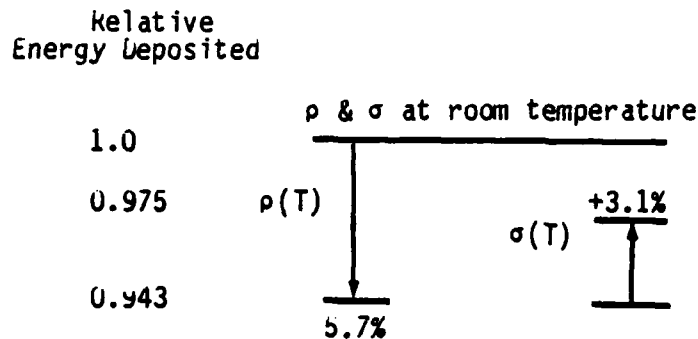 Relative
Energy Deposited
ρ & σ at room temperature
1.0
0.975 ρ(T) +3.1%
σ(T)
0.943
5.7%